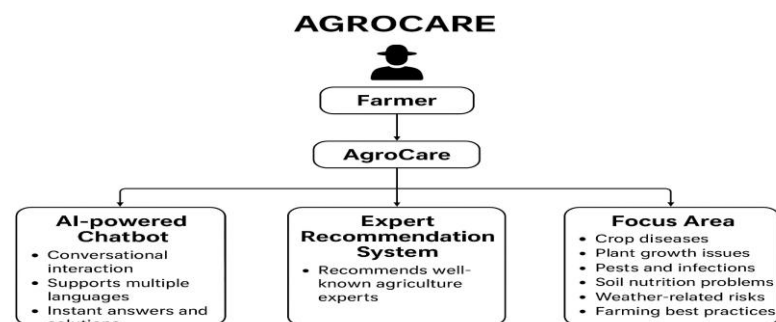 AGROCARE
Farmer
AgroCare
AI-powered
Chatbot
• Conversational
interaction
• Supports multiple
languages
• Instant answers and
solutions
Expert
Recommendation
System
• Recommends well-
known agriculture
experts
Focus Area
• Crop diseases
• Plant growth issues
• Pests and infections
• Soil nutrition problems
• Weather-related risks
• Farming best practices